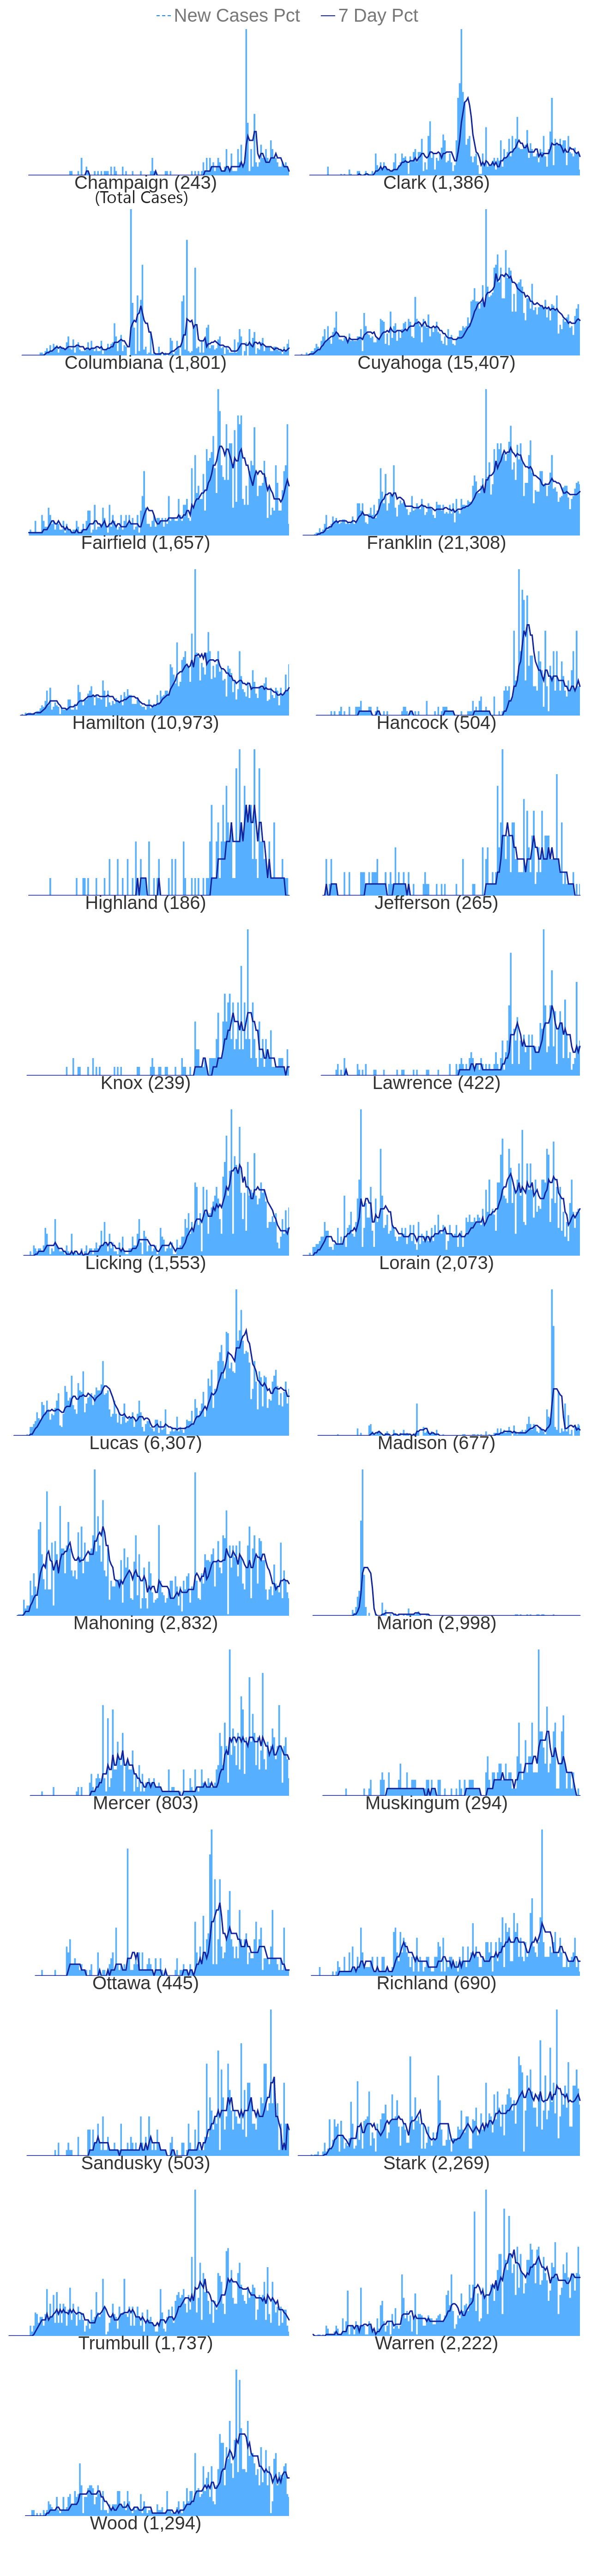 New Cases Pct 7 Day Pct
Champaign (243) Clark (1,386)
(Total Cases)
Columbiana (1,801) Cuyahoga (15,407)
Fairfield (1,657) Franklin (21,308)
Hamilton (10,973) Hancock (504)
Highland (186) Jefferson (265)
Knox (239) Lawrence (422)
Licking (1,553) Lorain (2,073)
Lucas (6,307) Madison (677)
Mahoning (2,832) Marion (2,998)
Mercer (803) Muskingum (294)
Ottawa (445) Richland (690)
Sandusky (503) Stark (2,269)
Trumbull (1,737) Warren (2,222)
Wood (1,294)